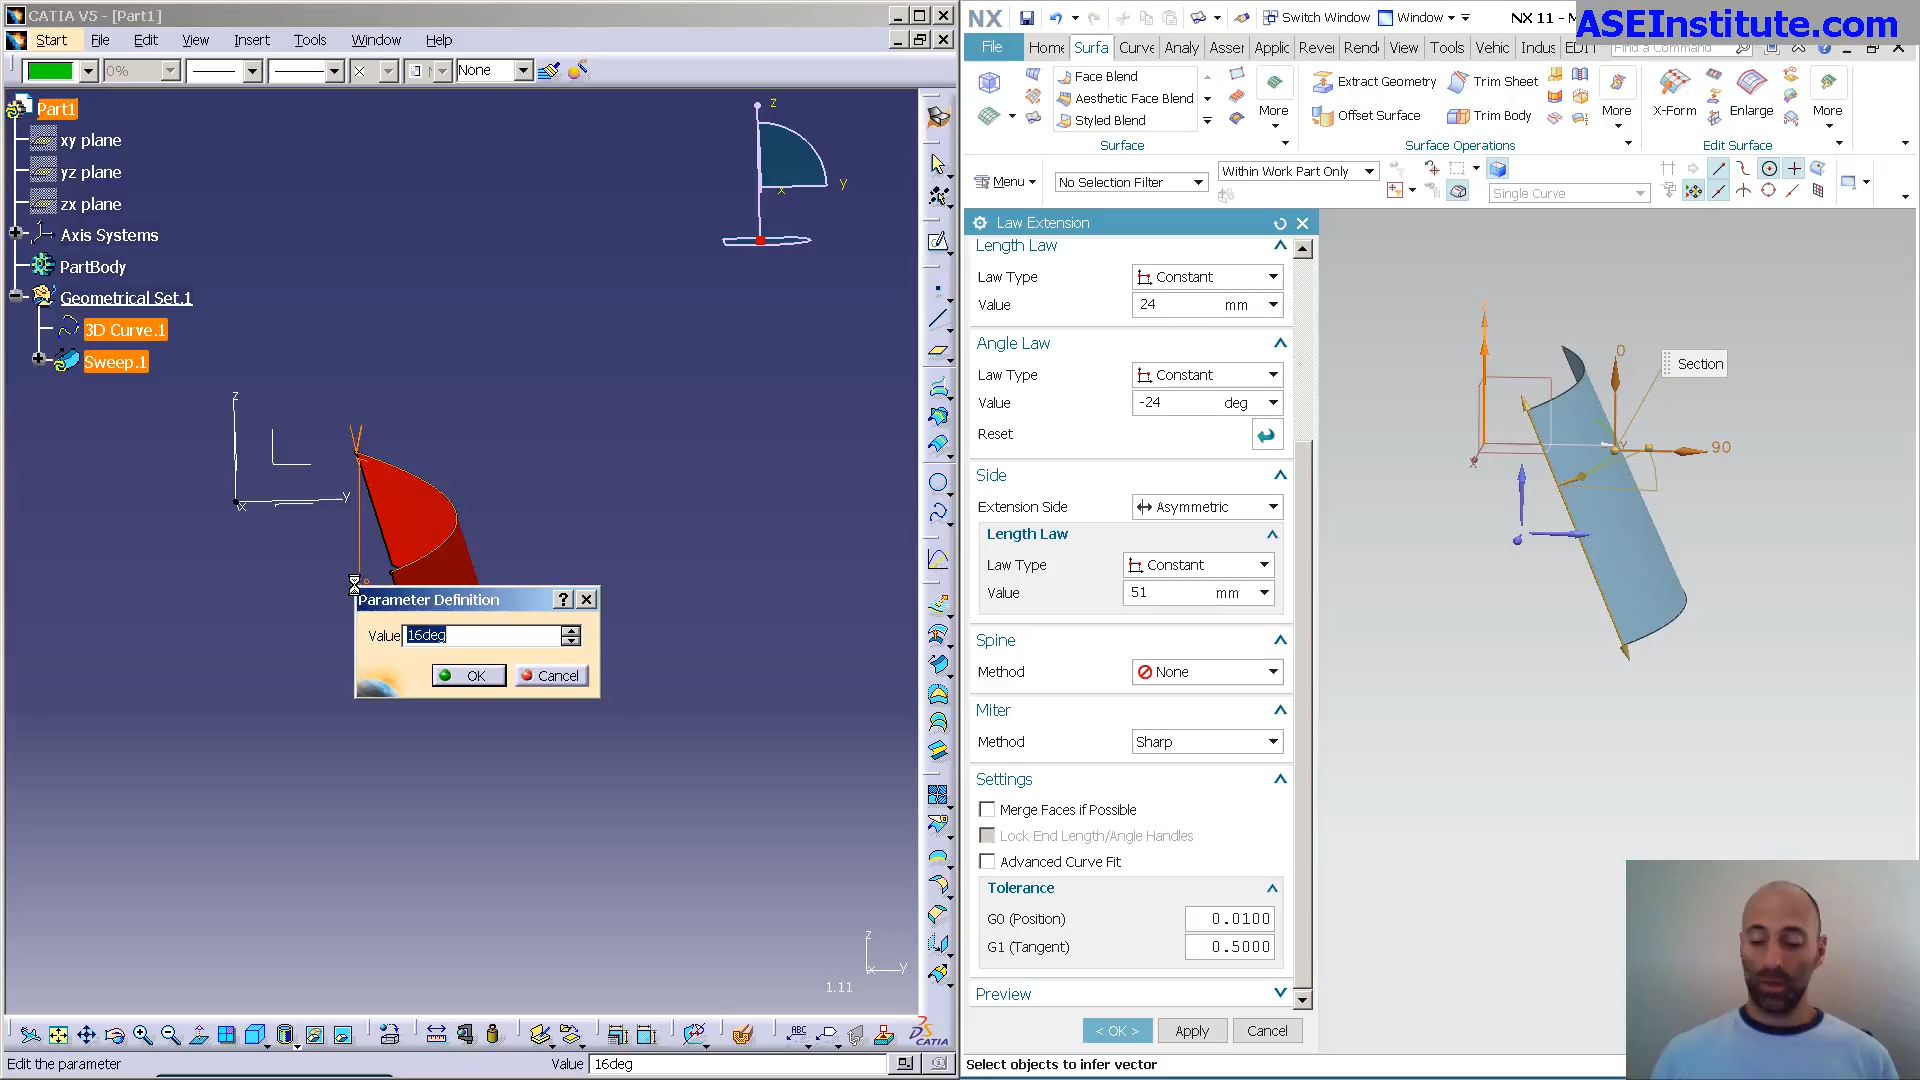 CATIA V5 - [Part1]
Start File Edit View Insert Tools Window Help
0% None
Part1
xy plane
yz plane
zx plane
Axis Systems
PartBody
Geometrical Set.1
3D Curve.1
Sweep.1
z
y
x
z
y
x
Parameter Definition
Value 16deg
OK Cancel
z
y
x
1.11
ABC
CATIA
Edit the parameter
Value 16deg
NX
Switch Window Window
NX 11 - M
ASEInstitute.com
File Home Surfa Curve Analy Asser Applic Rever Rendε View Tools Vehic Indus EDIT Find a Command
Face Blend
Aesthetic Face Blend
Styled Blend
More
Surface
Extract Geometry Trim Sheet
Offset Surface Trim Body
More
Surface Operations
X-Form Enlarge More
Edit Surface
Menu
No Selection Filter
Within Work Part Only
Single Curve
Law Extension
Length Law
Law Type Constant
Value 24 mm
Angle Law
Law Type Constant
Value -24 deg
Reset
Side
Extension Side Asymmetric
Length Law
Law Type Constant
Value 51 mm
Spine
Method None
Miter
Method Sharp
Settings
Merge Faces if Possible
Lock End Length/Angle Handles
Advanced Curve Fit
Tolerance
G0 (Position) 0.0100
G1 (Tangent) 0.5000
Preview
< OK > Apply Cancel
Select objects to infer vector
0
Section
90
Y
X